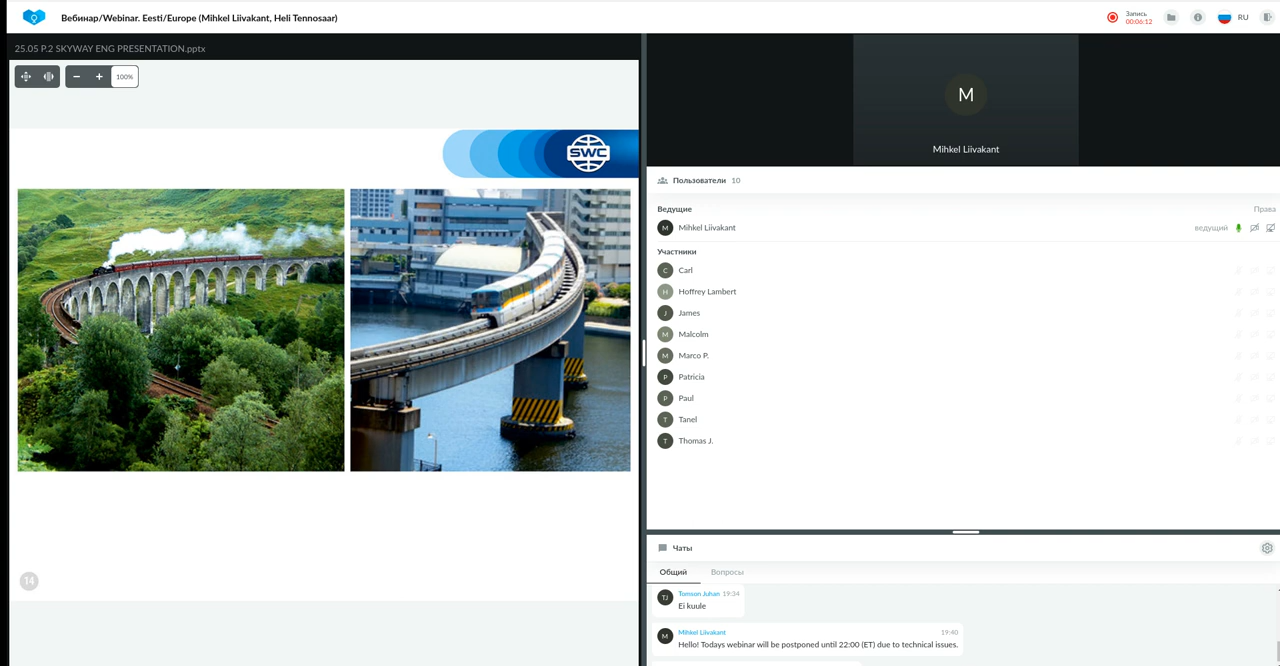 Вебинар/Webinar. Eesti/Europe (Mihkel Liivakant, Heli Tennosaar)
Запись
00:06:12
RU
25.05 P.2 SKYWAY ENG PRESENTATION.pptx
100%
SWC
14
M
Mihkel Liivakant
Пользователи 10
Ведущие
Права
M Mihkel Liivakant
ведущий
Участники
C Carl
H Hoffrey Lambert
J James
M Malcolm
M Marco P.
P Patricia
P Paul
T Tanel
T Thomas J.
Чаты
Общий Вопросы
TJ Tomson Juhan 19:34
Ei kuule
M Mihkel Liivakant 19:40
Hello! Todays webinar will be postponed until 22:00 (ET) due to technical issues.